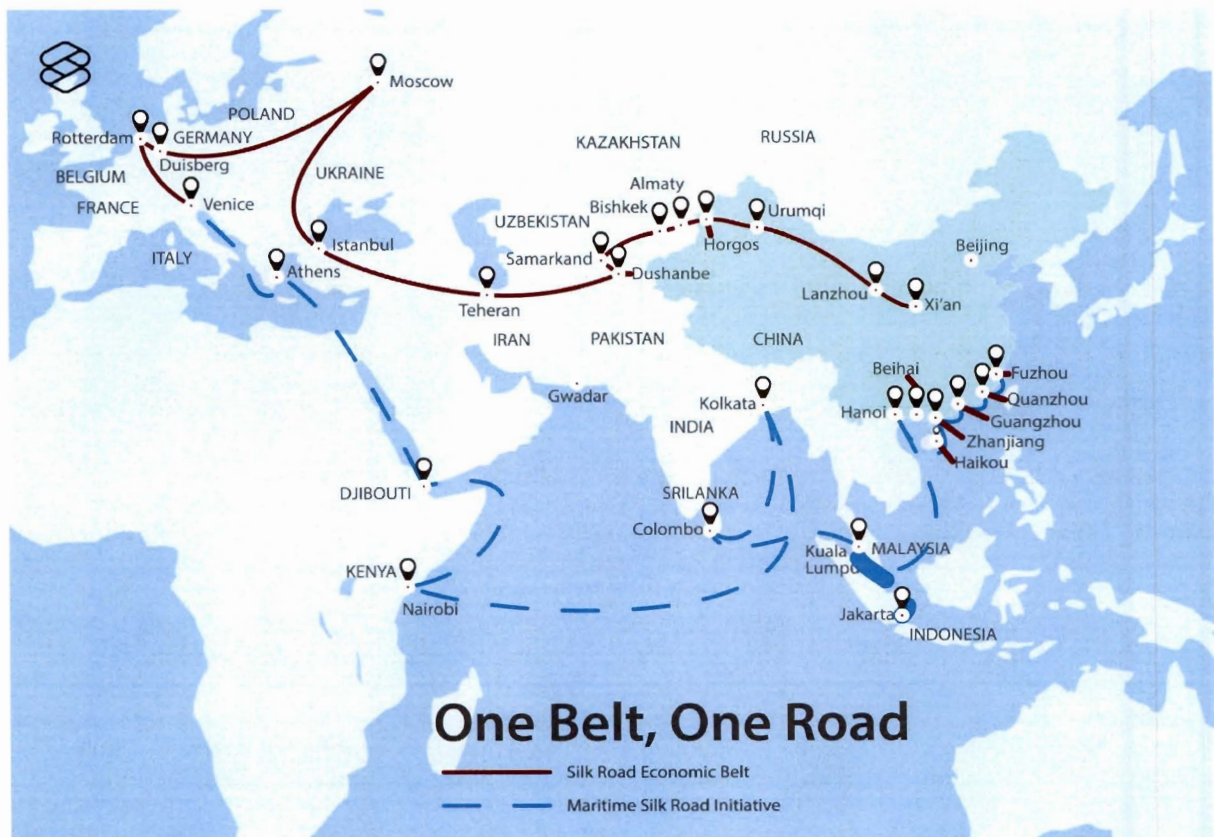 Moscow
POLAND
Rotterdam
GERMANY
Duisberg
BELGIUM
FRANCE
Venice
ITALY
UKRAINE
Istanbul
Athens
KAZAKHSTAN
RUSSIA
Almaty
Bishkek
UZBEKISTAN
Samarkand
Dushanbe
Horgos
Urumqi
Beijing
Lanzhou
Xi'an
Teheran
IRAN
PAKISTAN
CHINA
Gwadar
Kolkata
INDIA
Beihai
Hanoi
Fuzhou
Quanzhou
Guangzhou
Zhanjiang
Haikou
DJIBOUTI
SRILANKA
Colombo
KENYA
Nairobi
Kuala
Lumpu
MALAYSIA
Jakarta
INDONESIA
One Belt, One Road
Silk Road Economic Belt
Maritime Silk Road Initiative